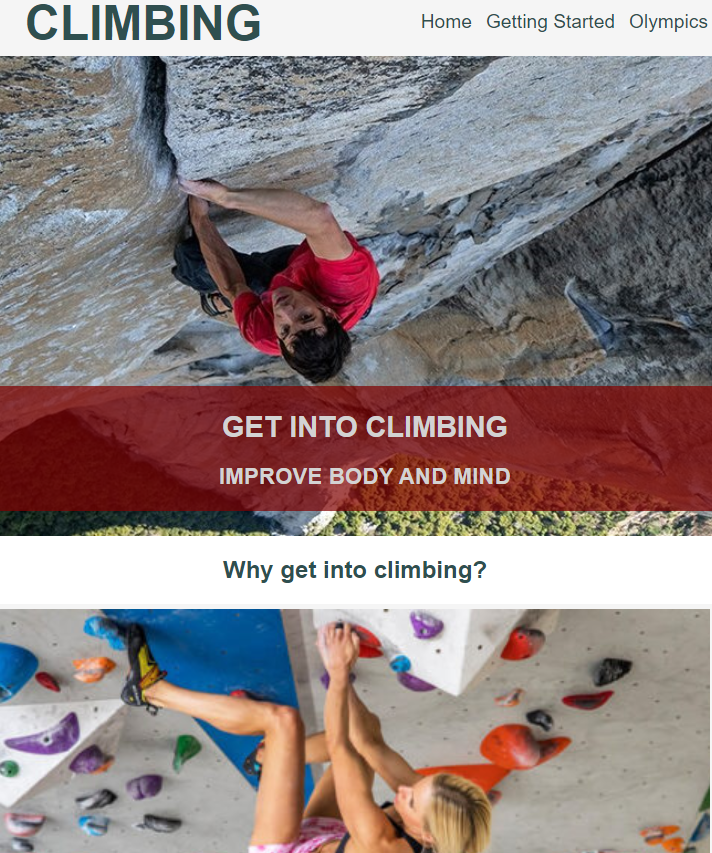 CLIMBING
Home Getting Started Olympics
GET INTO CLIMBING
IMPROVE BODY AND MIND
Why get into climbing?